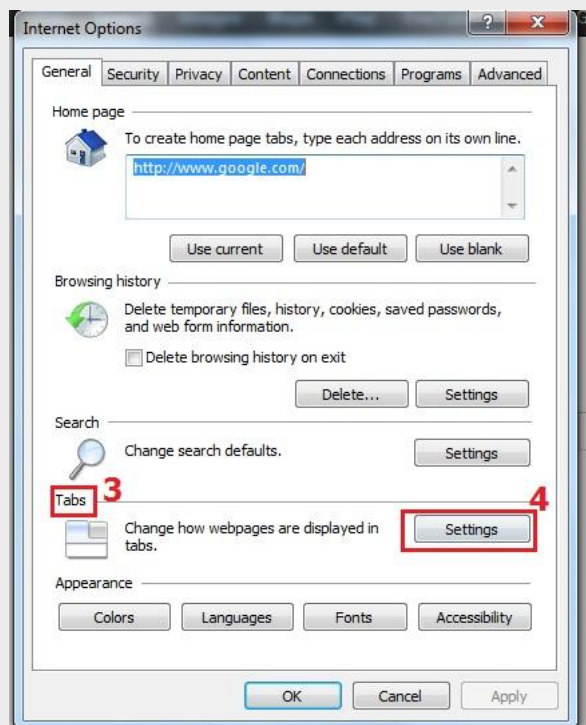 Internet Options
?
X
General Security Privacy Content Connections Programs Advanced
Home page
To create home page tabs, type each address on its own line.
http://www.google.com/
Use current Use default Use blank
Browsing history
Delete temporary files, history, cookies, saved passwords,
and web form information.
Delete browsing history on exit
Delete... Settings
Search
Change search defaults. Settings
Tabs 3
4
Change how webpages are displayed in
tabs.
Settings
Appearance
Colors Languages Fonts Accessibility
OK Cancel Apply